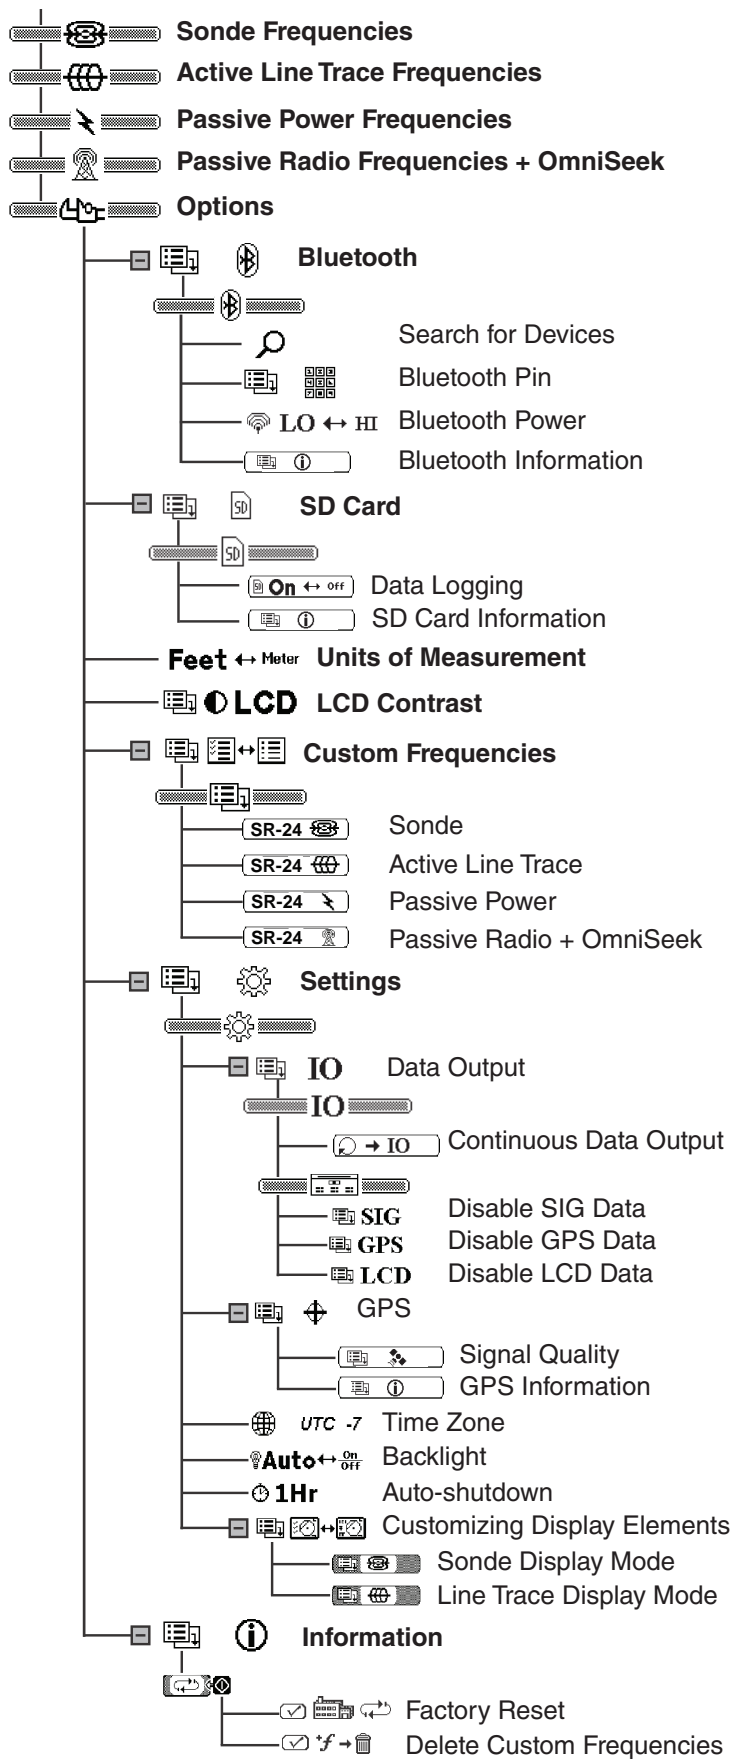 Sonde Frequencies
Active Line Trace Frequencies
Passive Power Frequencies
Passive Radio Frequencies + OmniSeek
Options
Bluetooth
Search for Devices
Bluetooth Pin
LO ↔ HI Bluetooth Power
Bluetooth Information
SD SD Card
SD
SD On ↔ Off Data Logging
SD Card Information
Feet ↔ Meter Units of Measurement
LCD LCD Contrast
Custom Frequencies
SR-24 Sonde
SR-24 Active Line Trace
SR-24 Passive Power
SR-24 Passive Radio + OmniSeek
Settings
IO Data Output
IO
→ IO Continuous Data Output
SIG Disable SIG Data
GPS Disable GPS Data
LCD Disable LCD Data
GPS
Signal Quality
GPS Information
UTC -7 Time Zone
Auto ↔ On Off Backlight
1Hr Auto-shutdown
Customizing Display Elements
Sonde Display Mode
Line Trace Display Mode
Information
Factory Reset
+f → Delete Custom Frequencies